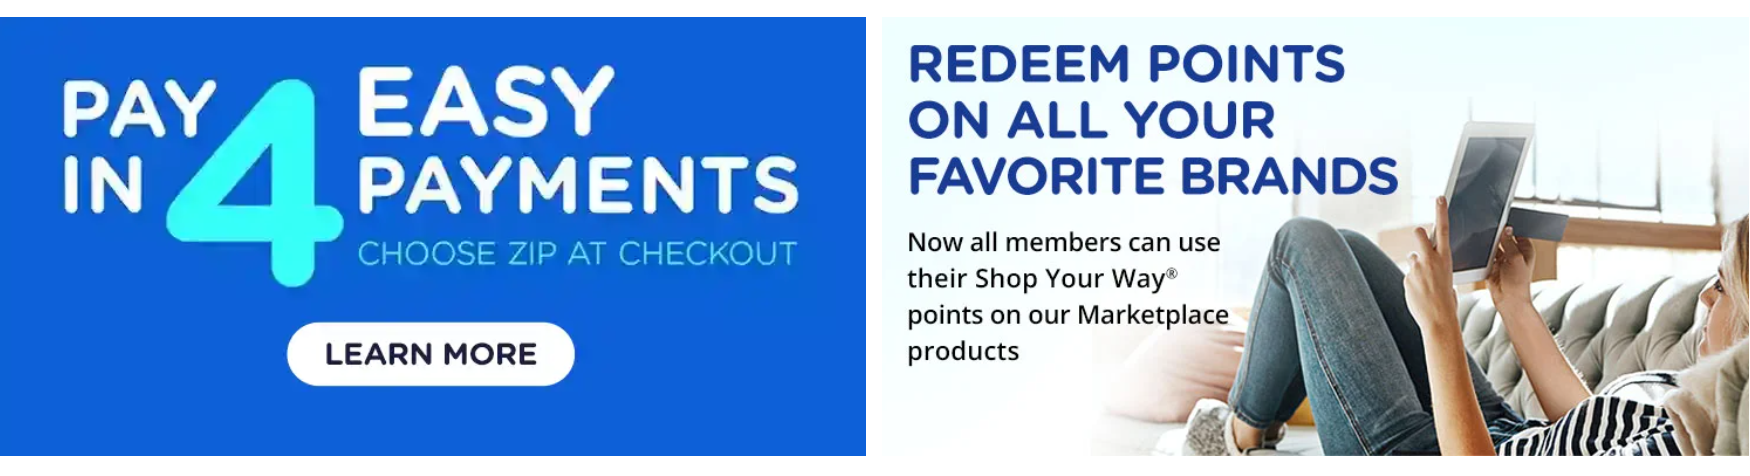 PAY
IN
4
EASY
PAYMENTS
CHOOSE ZIP AT CHECKOUT
LEARN MORE
REDEEM POINTS
ON ALL YOUR
FAVORITE BRANDS
Now all members can use
their Shop Your Way®
points on our Marketplace
products